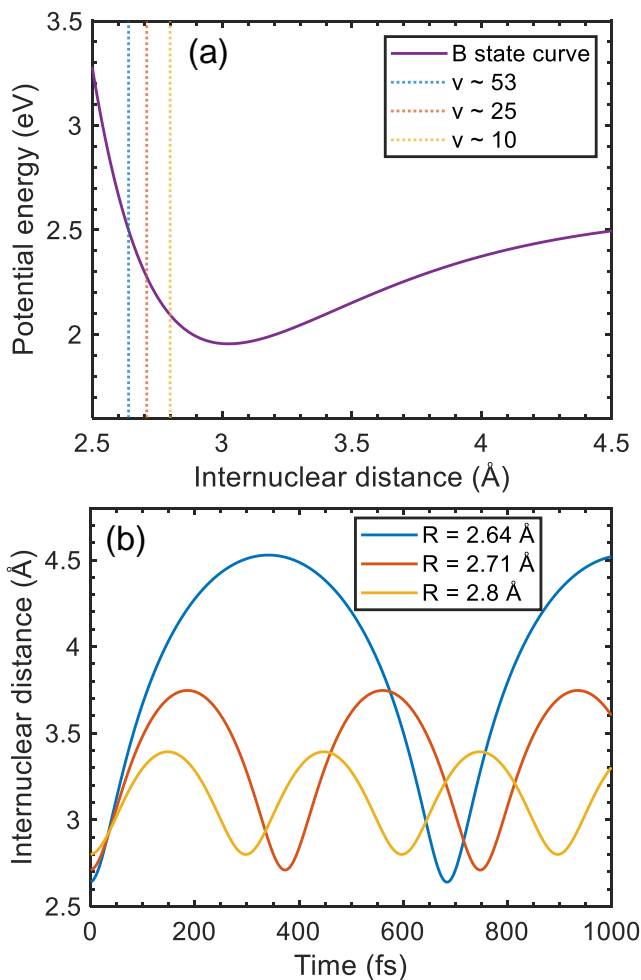 (a)
B state curve
v ~ 53
v ~ 25
v ~ 10
Potential energy (eV)
3.5
3
2.5
2
2.5 3 3.5 4 4.5
Internuclear distance (Å)
(b)
R = 2.64 Å
R = 2.71 Å
R = 2.8 Å
Internuclear distance (Å)
4.5
4
3.5
3
2.5
0 200 400 600 800 1000
Time (fs)